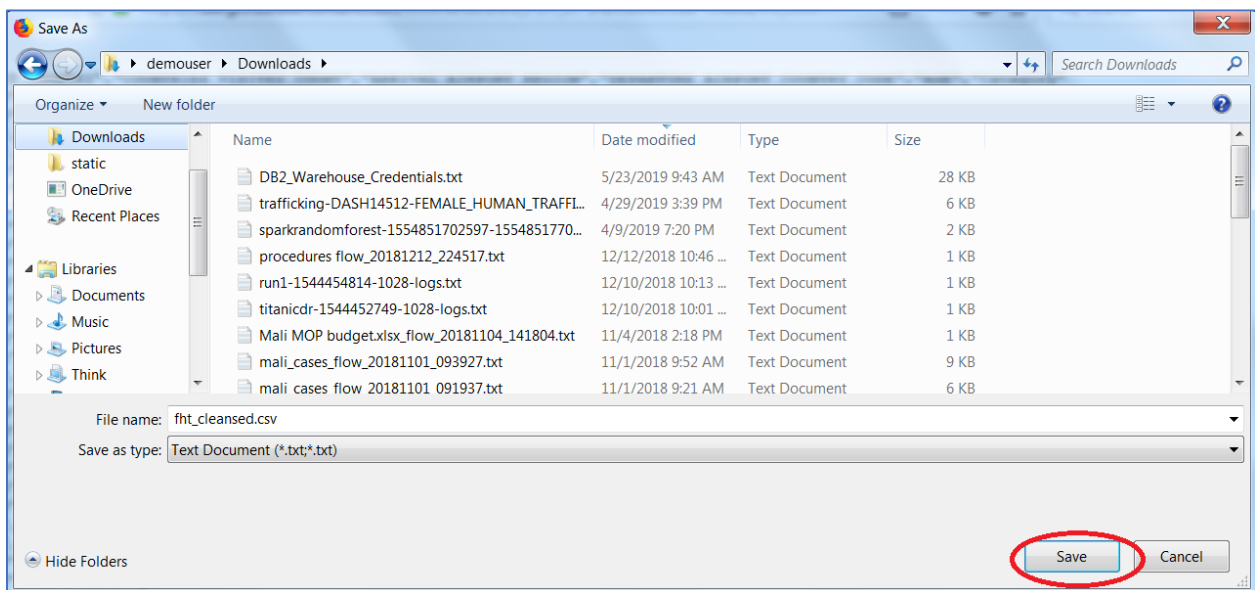 Save As
demouser Downloads
Search Downloads
Organize New folder
Downloads
static
OneDrive
Recent Places
Libraries
Documents
Music
Pictures
Think
Name Date modified Type Size
DB2_Warehouse_Credentials.txt 5/23/2019 9:43 AM Text Document 28 KB
trafficking-DASH14512-FEMALE_HUMAN_TRAFFI... 4/29/2019 3:39 PM Text Document 6 KB
sparkrandomforest-1554851702597-1554851770... 4/9/2019 7:20 PM Text Document 2 KB
procedures flow_20181212_224517.txt 12/12/2018 10:46 ... Text Document 1 KB
run1-1544454814-1028-logs.txt 12/10/2018 10:13 ... Text Document 1 KB
titanicdr-1544452749-1028-logs.txt 12/10/2018 10:01 ... Text Document 1 KB
Mali MOP budget.xlsx_flow_20181104_141804.txt 11/4/2018 2:18 PM Text Document 1 KB
mali_cases_flow_20181101_093927.txt 11/1/2018 9:52 AM Text Document 9 KB
mali_cases_flow_20181101_091937.txt 11/1/2018 9:21 AM Text Document 6 KB
File name: fht_cleansed.csv
Save as type: Text Document (*.txt;*.txt)
Hide Folders
Save Cancel